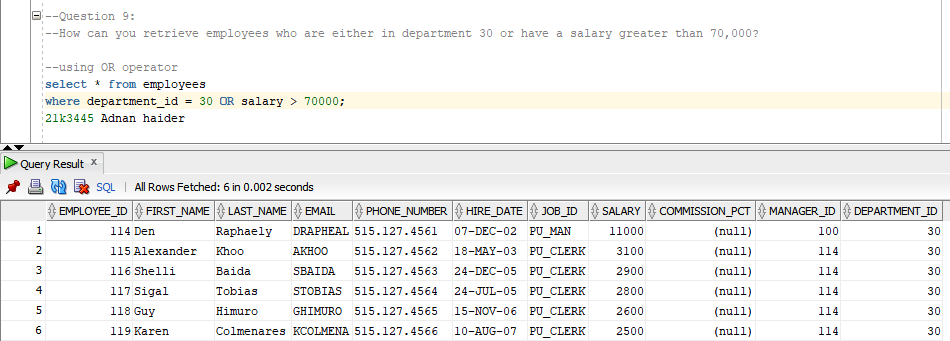 --Question 9:
--How can you retrieve employees who are either in department 30 or have a salary greater than 70,000?
--using OR operator
select * from employees
where department_id = 30 OR salary > 70000;
21k3445 Adnan haider
Query Result x
SQL | All Rows Fetched: 6 in 0.002 seconds
EMPLOYEE_ID FIRST_NAME LAST_NAME EMAIL PHONE_NUMBER HIRE_DATE JOB_ID SALARY COMMISSION_PCT MANAGER_ID DEPARTMENT_ID
1 114 Den Raphaely DRAPHEAL 515.127.4561 07-DEC-02 PU_MAN 11000 (null) 100 30
2 115 Alexander Khoo AKHOO 515.127.4562 18-MAY-03 PU_CLERK 3100 (null) 114 30
3 116 Shelli Baida SBAIDA 515.127.4563 24-DEC-05 PU_CLERK 2900 (null) 114 30
4 117 Sigal Tobias STOBIAS 515.127.4564 24-JUL-05 PU_CLERK 2800 (null) 114 30
5 118 Guy Himuro GHIMURO 515.127.4565 15-NOV-06 PU_CLERK 2600 (null) 114 30
6 119 Karen Colmenares KCOLMENA 515.127.4566 10-AUG-07 PU_CLERK 2500 (null) 114 30